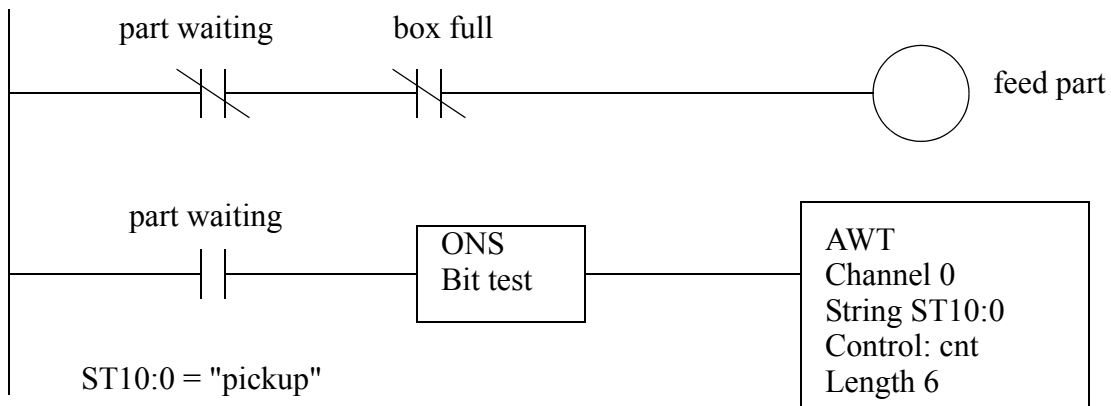 part waiting
box full
feed part
part waiting
ONS
Bit test
AWT
Channel 0
String ST10:0
Control: cnt
Length 6
ST10:0 = "pickup"